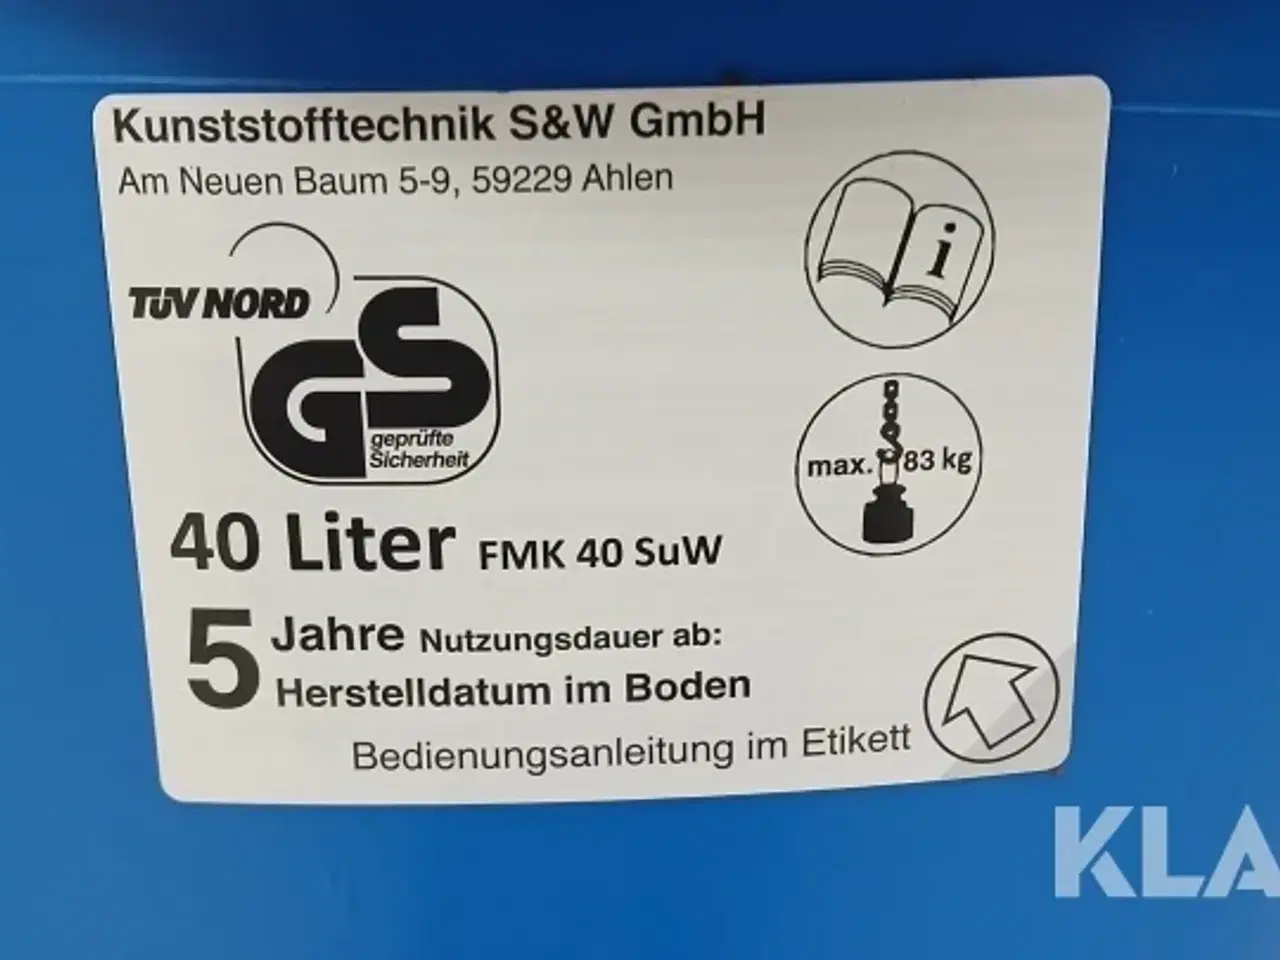 Kunststofftechnik S&W GmbH
Am Neuen Baum 5-9, 59229 Ahlen
i
TÜV NORD
GS
geprüfte
Sicherheit
max. 83 kg
40 Liter FMK 40 SuW
5 Jahre Nutzungsdauer ab:
Herstelldatum im Boden
Bedienungsanleitung im Etikett
KLA